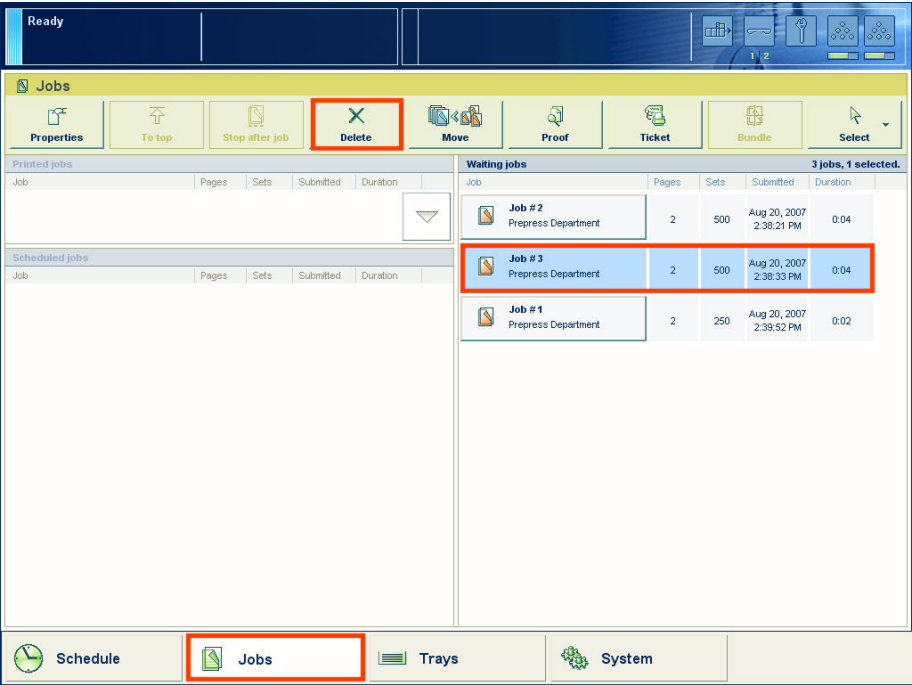 Ready
1 2
Jobs
Properties
To top
Stop after job
Delete
Move
Proof
Ticket
Bundle
Select
Printed jobs
Job Pages Sets Submitted Duration
Scheduled jobs
Job Pages Sets Submitted Duration
Waiting jobs 3 jobs, 1 selected.
Job Pages Sets Submitted Duration
Job #2
Prepress Department
2 500 Aug 20, 2007
2:38:21 PM
0:04
Job #3
Prepress Department
2 500 Aug 20, 2007
2:38:33 PM
0:04
Job #1
Prepress Department
2 250 Aug 20, 2007
2:39:52 PM
0:02
Schedule
Jobs
Trays
System